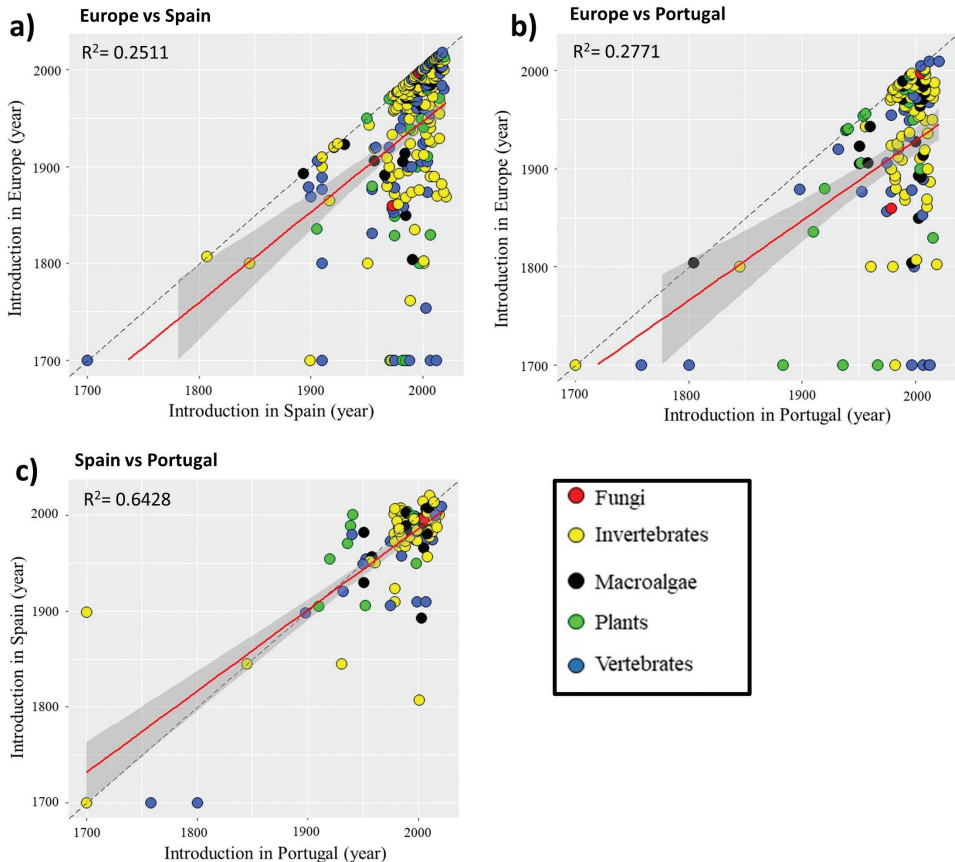 Europe vs Spain
a)
R²= 0.2511
2000
1900
1800
1700
Introduction in Europe (year)
1700 1800 1900 2000
Introduction in Spain (year)
Europe vs Portugal
b)
R²= 0.2771
2000
1900
1800
1700
Introduction in Europe (year)
1700 1800 1900 2000
Introduction in Portugal (year)
Spain vs Portugal
c)
R²= 0.6428
2000
1900
1800
1700
Introduction in Spain (year)
1700 1800 1900 2000
Introduction in Portugal (year)
Fungi
Invertebrates
Macroalgae
Plants
Vertebrates